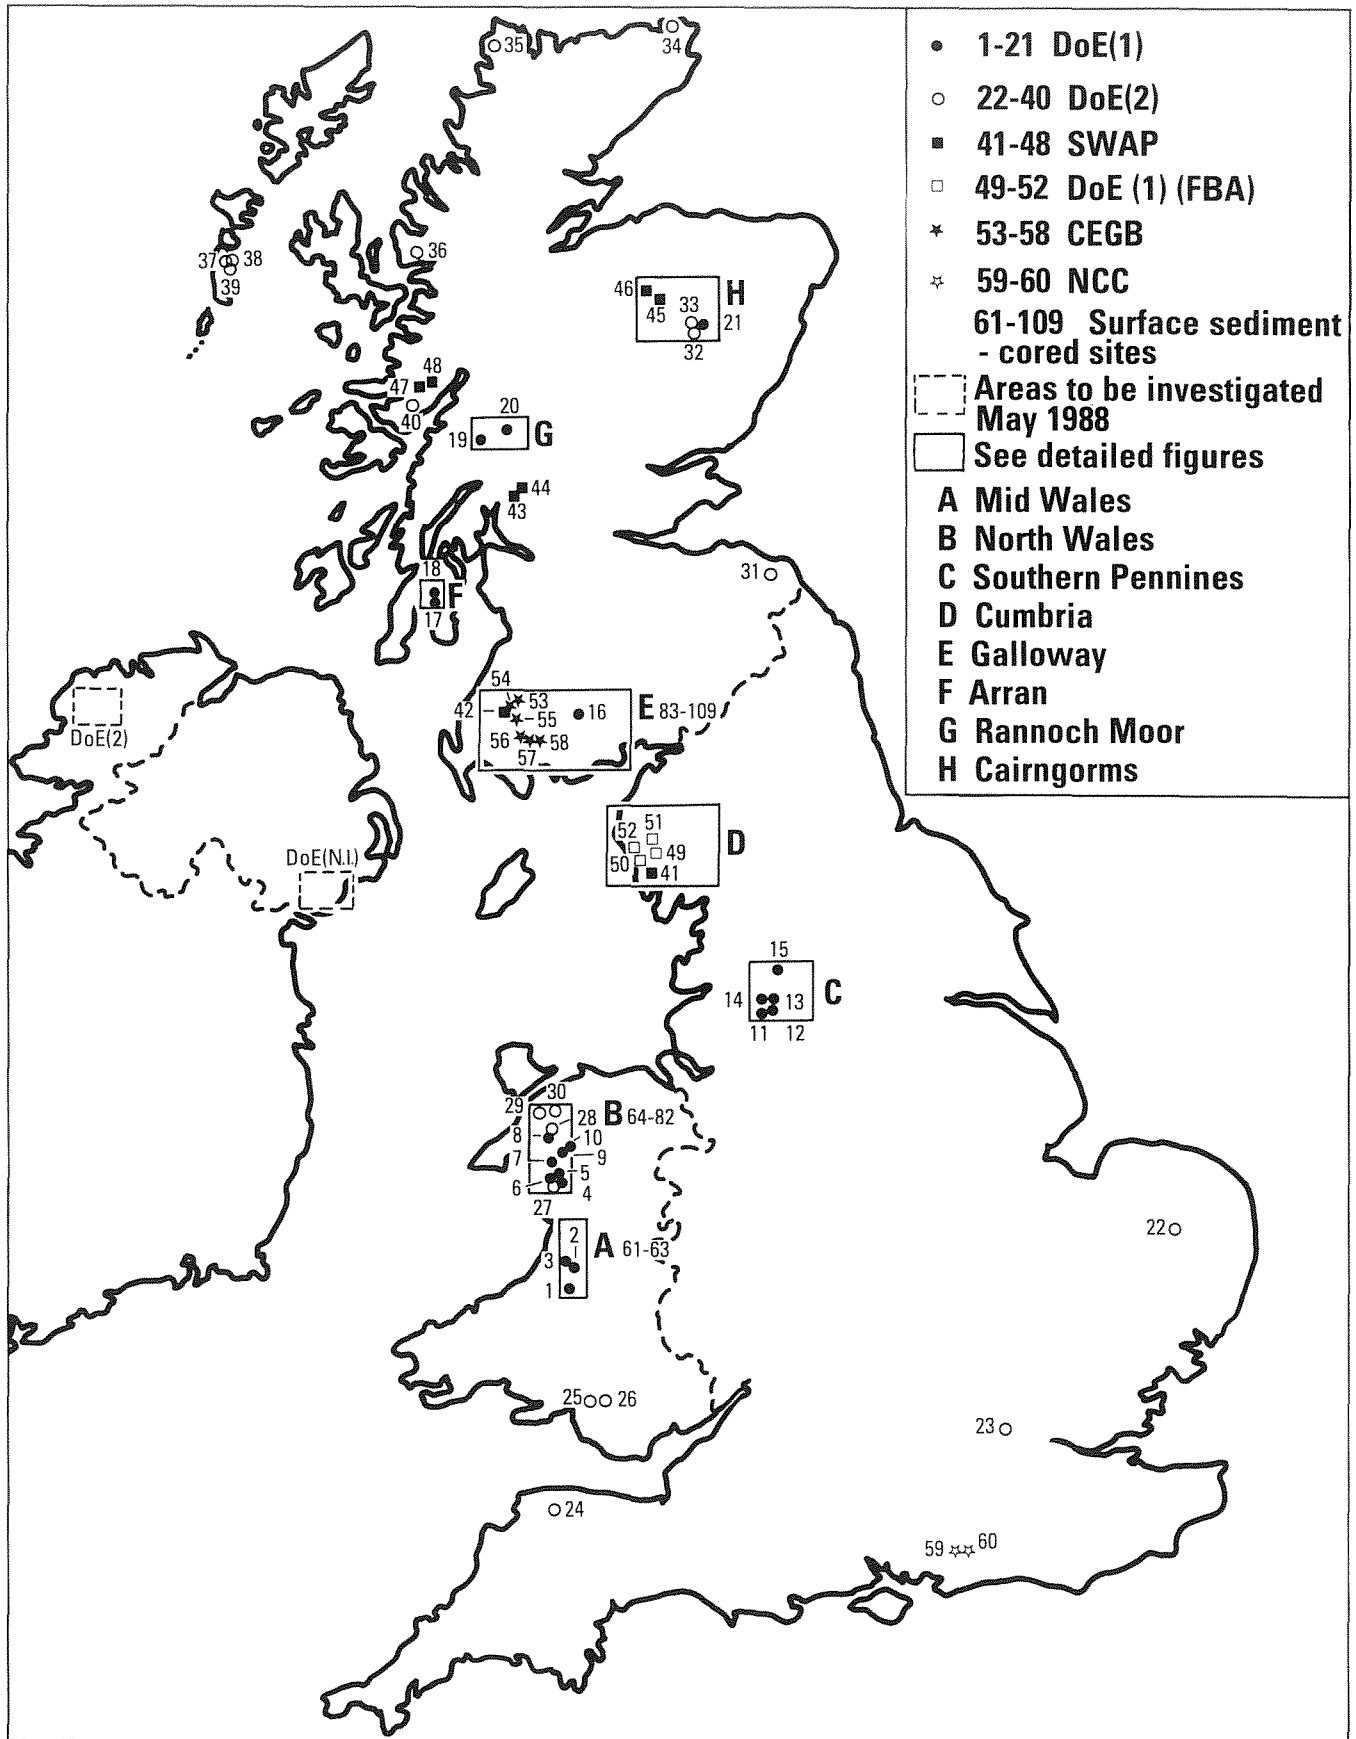 1-21 DoE(1)
22-40 DoE(2)
41-48 SWAP
49-52 DoE (1) (FBA)
53-58 CEGB
59-60 NCC
61-109 Surface sediment
- cored sites
Areas to be investigated
May 1988
See detailed figures
A Mid Wales
B North Wales
C Southern Pennines
D Cumbria
E Galloway
F Arran
G Rannoch Moor
H Cairngorms
35
34
37
38
39
36
46
45
33
21
32
H
48
47
40
20
19
G
44
43
18
F
17
31
54
53
42
55
16
56
58
57
E 83-109
DoE(2)
DoE(N.I.)
52
51
49
50
41
D
15
14
13
11
12
C
29
30
28
8
10
7
9
5
6
4
27
B 64-82
2
3
1
A 61-63
22
25
26
23
24
59
60